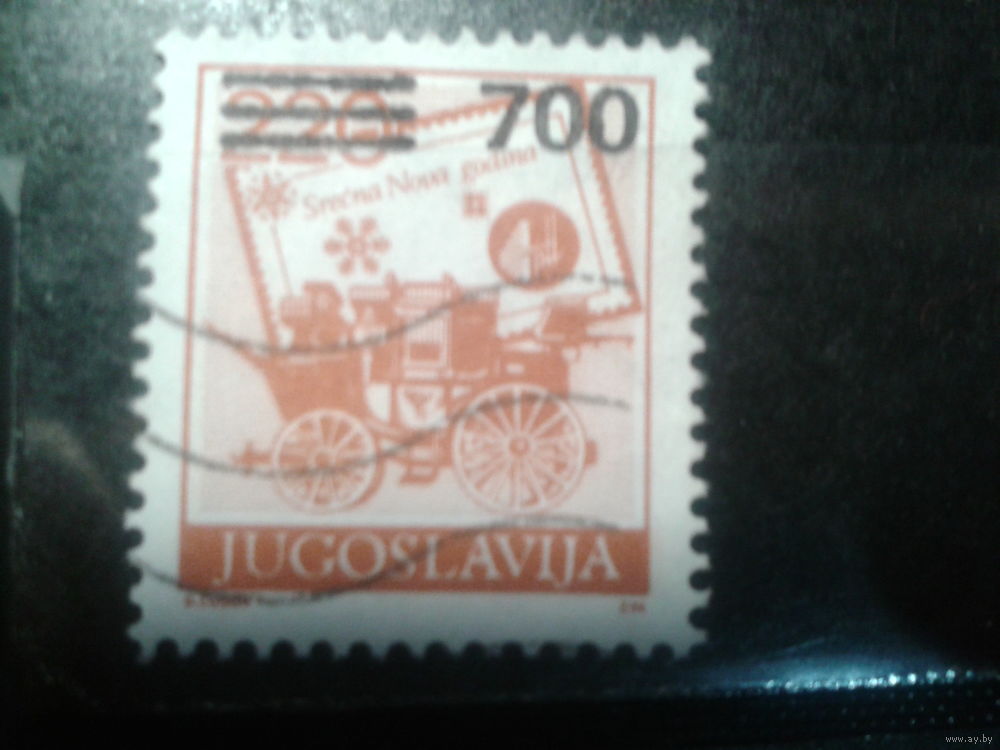 220 700
Srećna Nova godina
JUGOSLAVIJA
www.ay.by